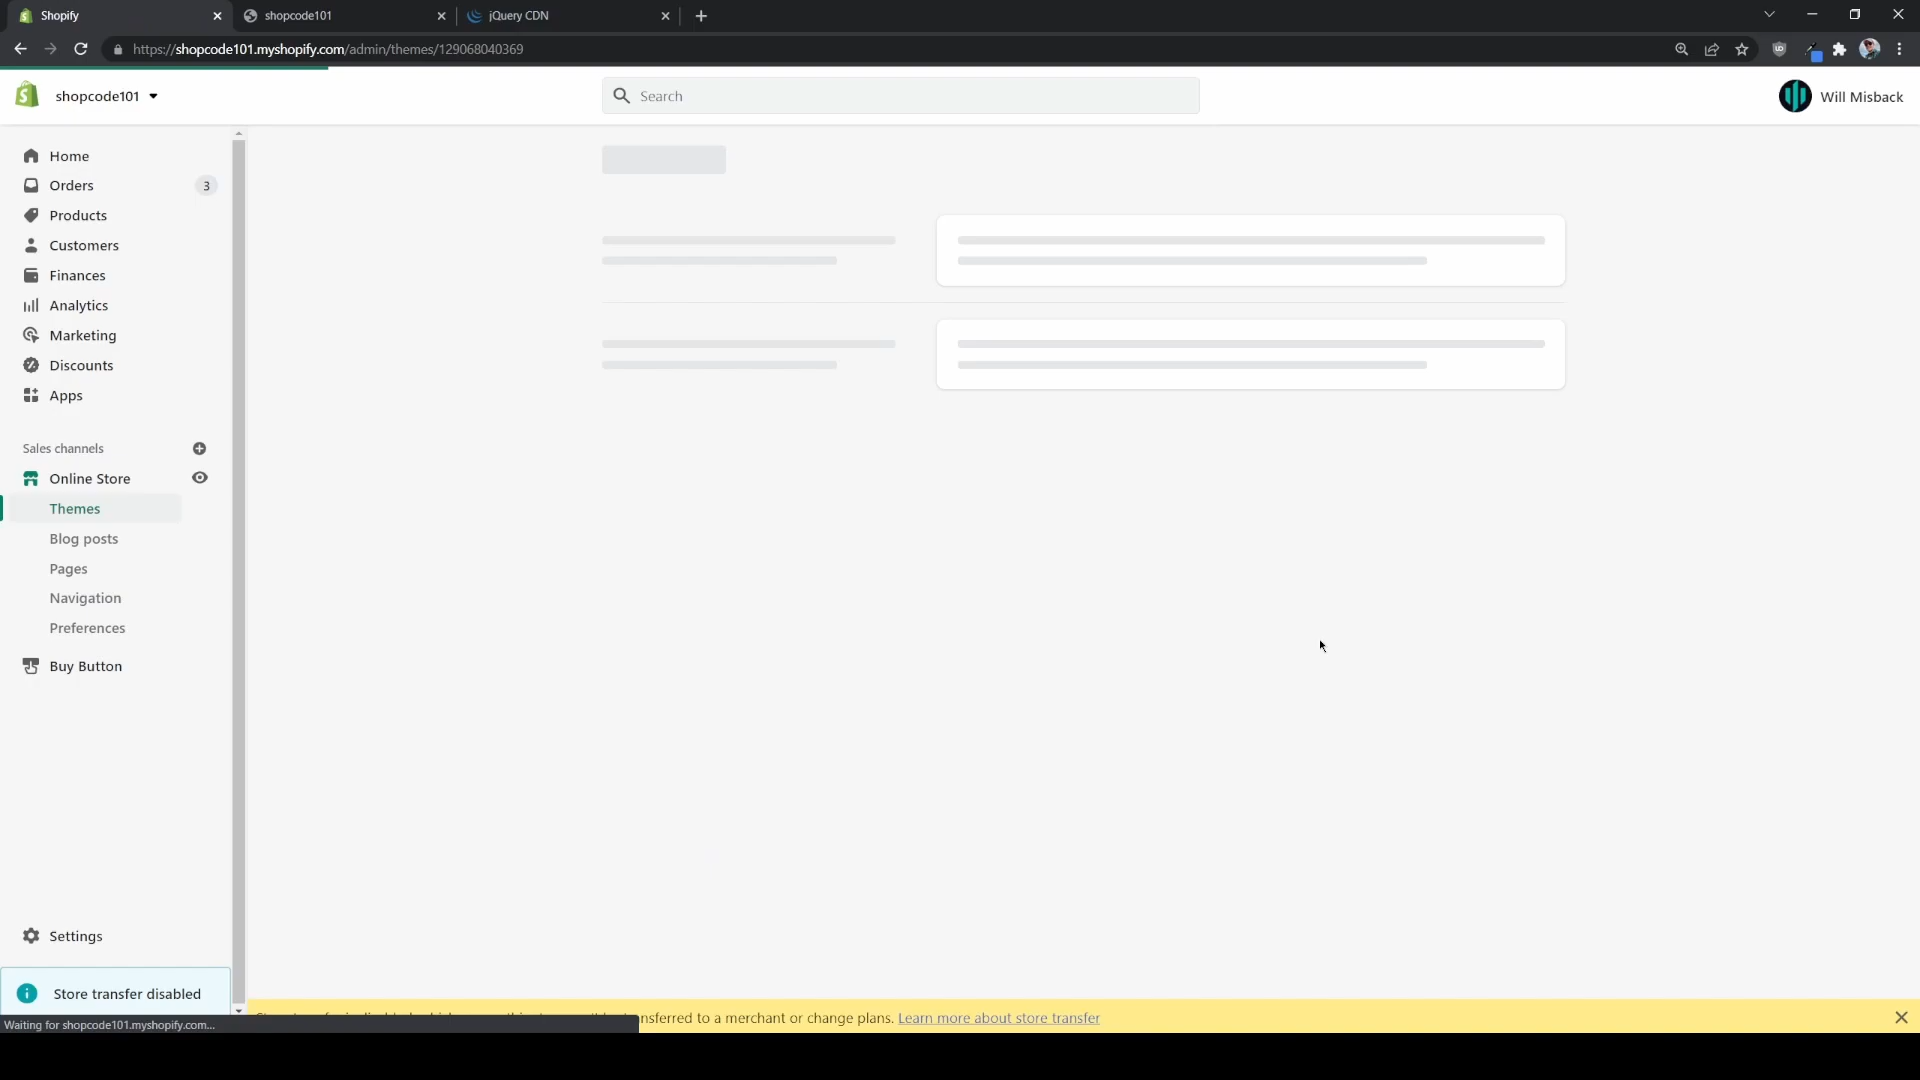 Shopify
shopcode101
jQuery CDN
https://shopcode101.myshopify.com/admin/themes/129068040369
shopcode101
Search
Will Misback
Home
Orders
3
Products
Customers
Finances
Analytics
Marketing
Discounts
Apps
Sales channels
Online Store
Themes
Blog posts
Pages
Navigation
Preferences
Buy Button
Settings
Store transfer disabled
nsferred to a merchant or change plans. Learn more about store transfer
Waiting for shopcode101.myshopify.com...